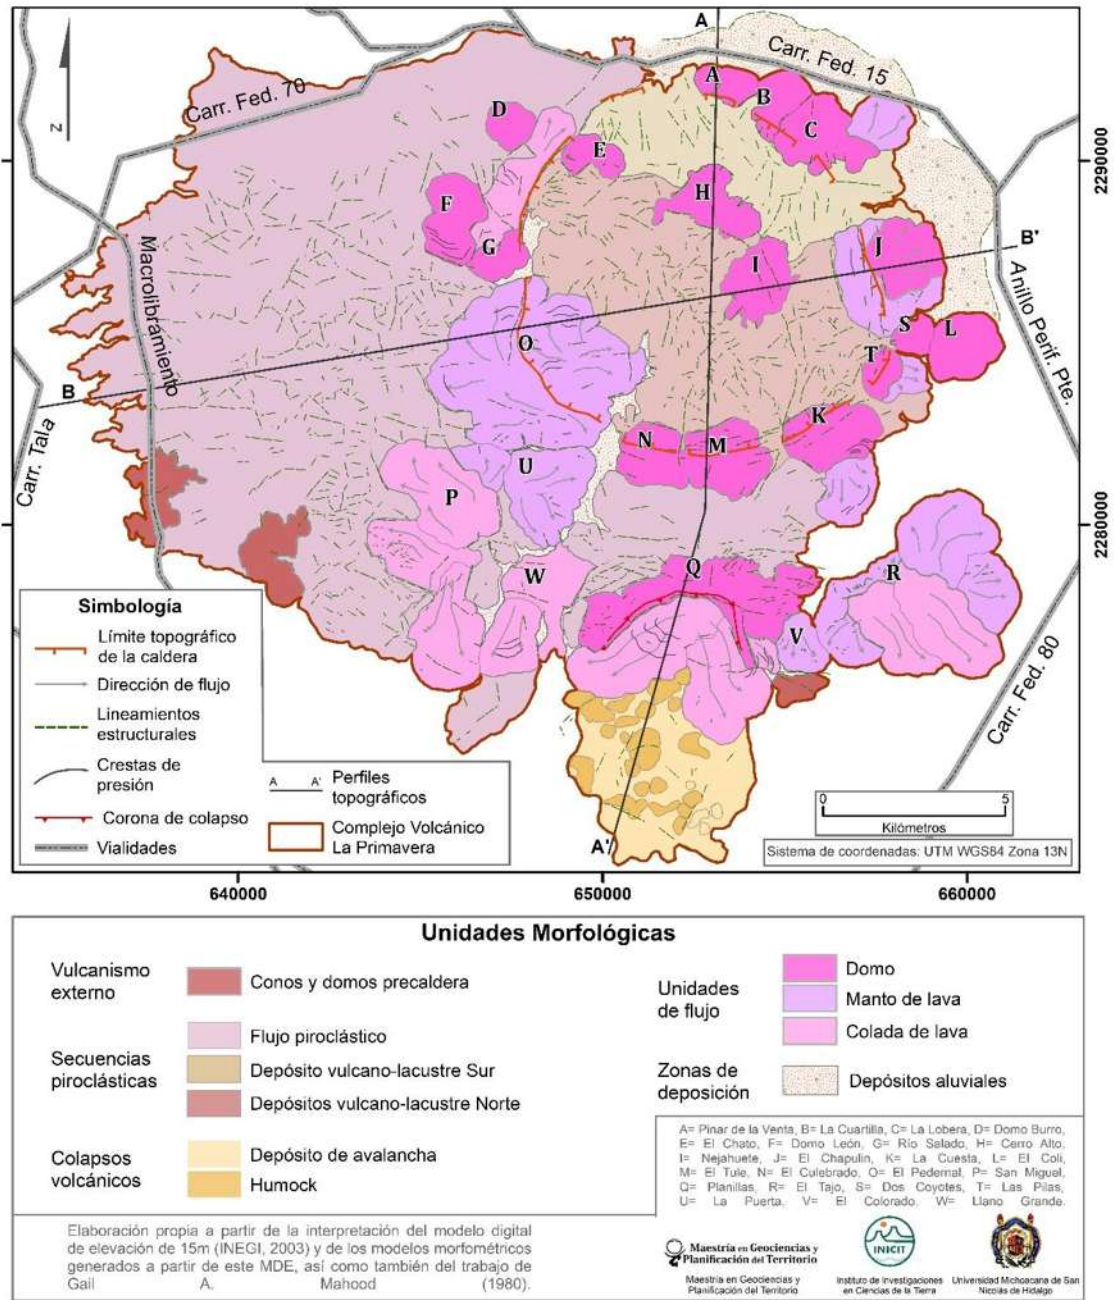 A
Carr. Fed. 15
Carr. Fed. 70
N
A
B
C
D
E
2290000
F
H
G
I
J
B'
Macrolibramiento
Anillo Perif. Pte.
S
L
O
T
B
K
Carr. Tala
N
M
U
P
2280000
Q
R
W
V
Carr. Fed. 80
Simbología
Límite topográfico
de la caldera
Dirección de flujo
Lineamientos
estructurales
Crestas de
presión
Corona de colapso
Vialidades
A A' Perfiles
topográficos
Complejo Volcánico
La Primavera
A'
0 5
Kilómetros
Sistema de coordenadas: UTM WGS84 Zona 13N
640000 650000 660000
Unidades Morfológicas
Vulcanismo
externo
Conos y domos precaldera
Secuencias
piroclásticas
Flujo piroclástico
Depósito vulcano-lacustre Sur
Depósitos vulcano-lacustre Norte
Colapsos
volcánicos
Depósito de avalancha
Humock
Unidades
de flujo
Domo
Manto de lava
Colada de lava
Zonas de
deposición
Depósitos aluviales
A= Pinar de la Venta, B= La Cuartilla, C= La Lobera, D= Domo Burro,
E= El Chato, F= Domo León, G= Río Salado, H= Cerro Alto,
I= Nejahuete, J= El Chapulin, K= La Cuesta, L= El Coli,
M= El Tule, N= El Culebrado, O= El Pedernal, P= San Miguel,
Q= Planillas, R= El Tajo, S= Dos Coyotes, T= Las Pilas,
U= La Puerta, V= El Colorado, W= Llano Grande.
Elaboración propia a partir de la interpretación del modelo digital
de elevación de 15m (INEGI, 2003) y de los modelos morfométricos
generados a partir de este MDE, así como también del trabajo de
Gail A. Mahood (1980).
Maestría en Geociencias y
Planificación del Territorio
Maestría en Geociencias y
Planificación del Territorio
INICIT
Instituto de Investigaciones
en Ciencias de la Tierra
Universidad Michoacana de San
Nicolás de Hidalgo